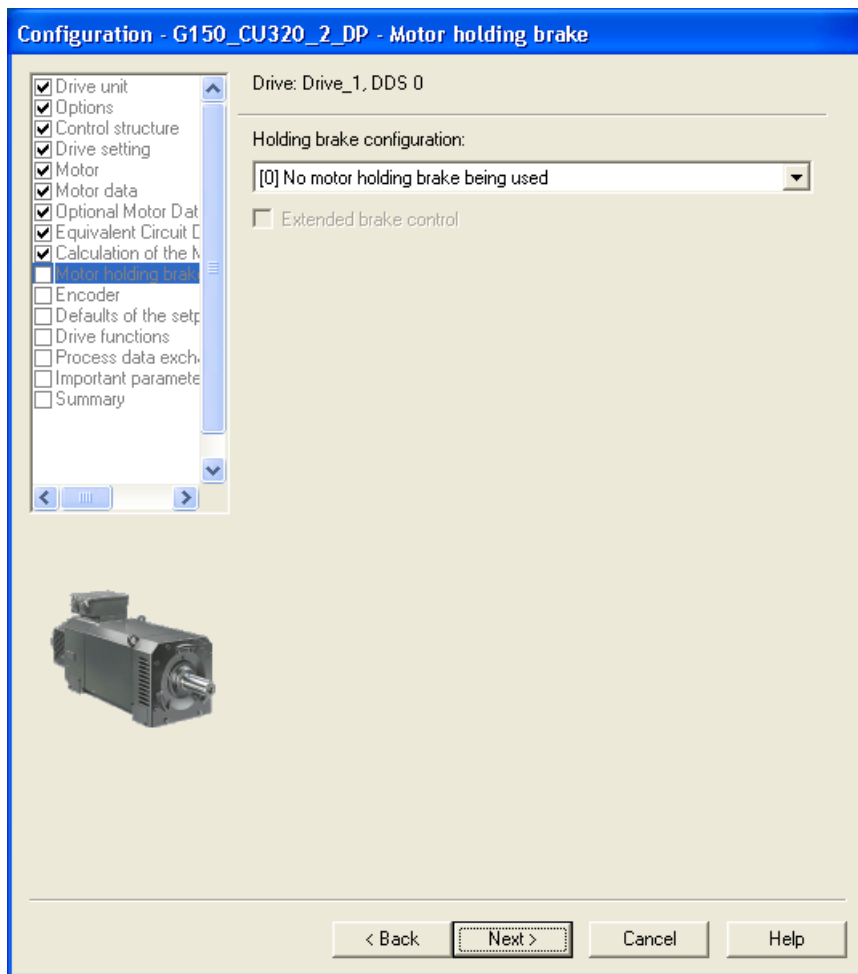 Configuration - G150_CU320_2_DP - Motor holding brake
Drive unit
Options
Control structure
Drive setting
Motor
Motor data
Optional Motor Dat
Equivalent Circuit D
Calculation of the M
Motor holding brake
Encoder
Defaults of the setp
Drive functions
Process data exch
Important paramete
Summary
Drive: Drive_1, DDS 0
Holding brake configuration:
[0] No motor holding brake being used
Extended brake control
< Back
Next >
Cancel
Help